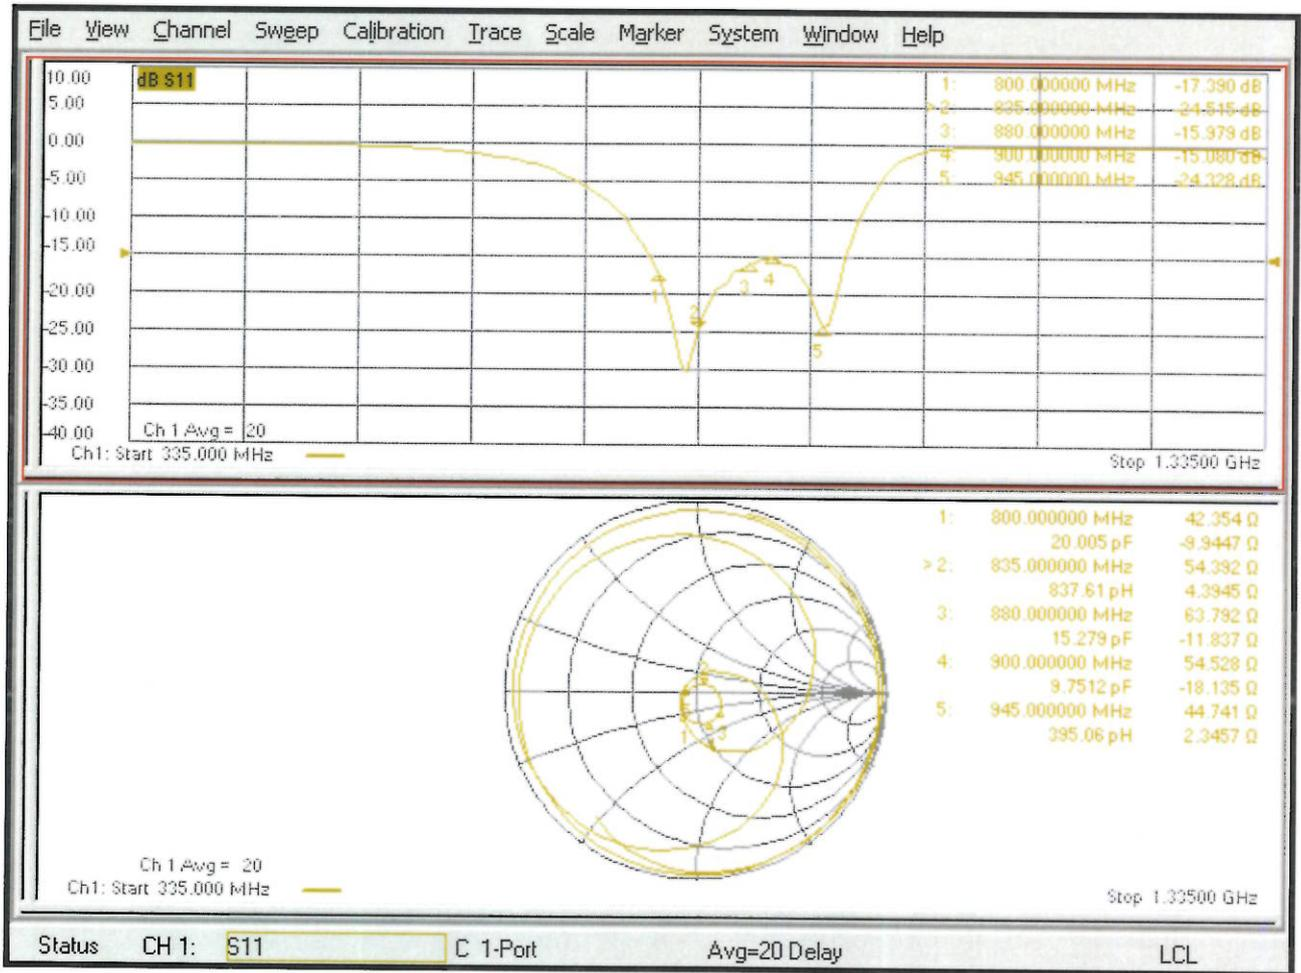 File View Channel Sweep Calibration Trace Scale Marker System Window Help
10.00
5.00
0.00
-5.00
-10.00
-15.00
-20.00
-25.00
-30.00
-35.00
-40.00
dB S11
1: 800.000000 MHz -17.390 dB
>2: 835.000000 MHz -24.515 dB
3: 880.000000 MHz -15.979 dB
4: 900.000000 MHz -15.080 dB
5: 945.000000 MHz -24.328 dB
1
2
3
4
5
Ch 1 Avg = 20
Ch1: Start 335.000 MHz
Stop 1.33500 GHz
1: 800.000000 MHz 42.354 Ω
20.005 pF -9.9447 Ω
>2: 835.000000 MHz 54.392 Ω
837.61 pH 4.3945 Ω
3: 880.000000 MHz 63.792 Ω
15.279 pF -11.837 Ω
4: 900.000000 MHz 54.528 Ω
9.7512 pF -18.135 Ω
5: 945.000000 MHz 44.741 Ω
395.06 pH 2.3457 Ω
2
1
3
Ch 1 Avg = 20
Ch1: Start 335.000 MHz
Stop 1.33500 GHz
Status CH 1: S11 C 1-Port Avg=20 Delay LCL